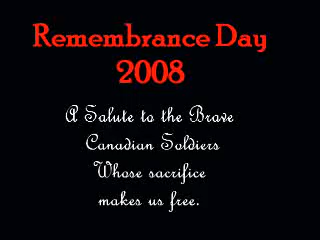 Remembrance Day
2008
A Salute to the Brave
Canadian Soldiers
Whose sacrifice
makes us free.